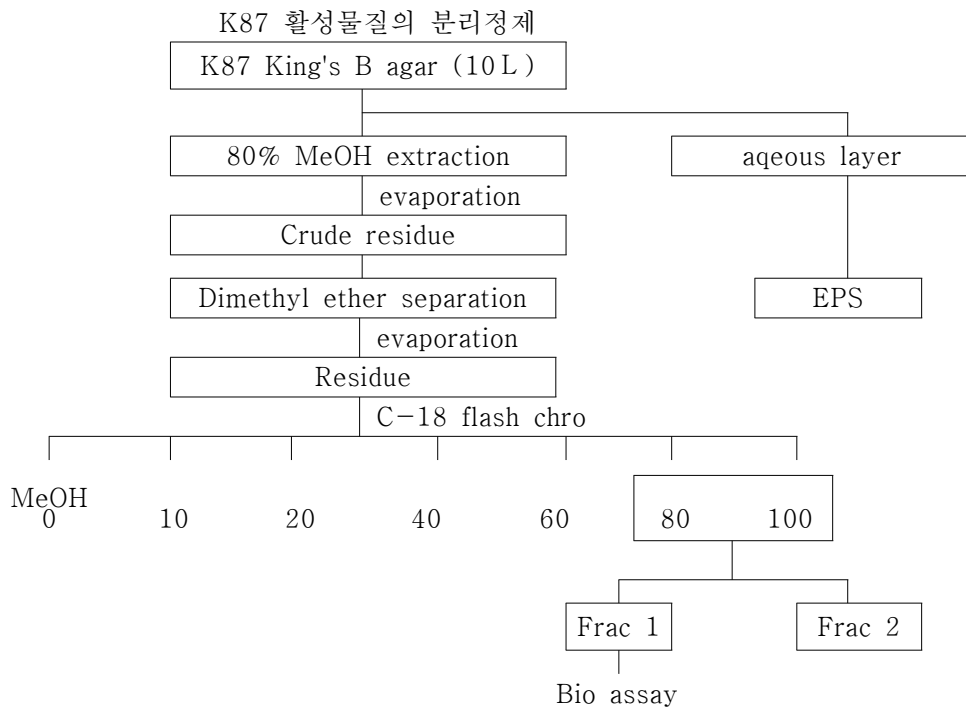 K87 활성물질의 분리정제
K87 King's B agar (10L)
80% MeOH extraction
aqeous layer
evaporation
Crude residue
Dimethyl ether separation
EPS
evaporation
Residue
C-18 flash chro
MeOH
0 10 20 40 60 80 100
Frac 1
Frac 2
Bio assay